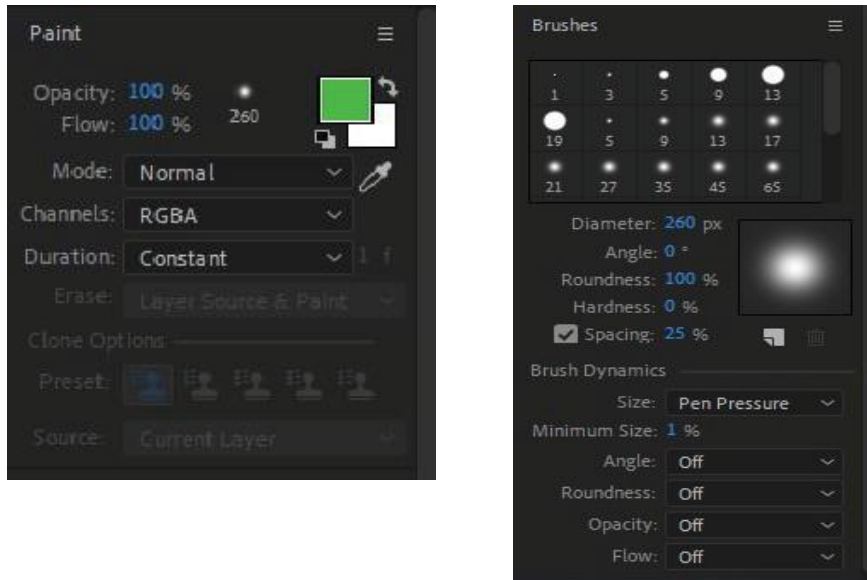 Paint
Opacity: 100 %
Flow: 100 %
260
Mode: Normal
Channels: RGBA
Duration: Constant 1 f
Erase: Layer Source & Paint
Clone Options
Preset:
Source: Current Layer
Brushes
1 3 5 9 13
19 5 9 13 17
21 27 35 45 65
Diameter: 260 px
Angle: 0 °
Roundness: 100 %
Hardness: 0 %
Spacing: 25 %
Brush Dynamics
Size: Pen Pressure
Minimum Size: 1 %
Angle: Off
Roundness: Off
Opacity: Off
Flow: Off